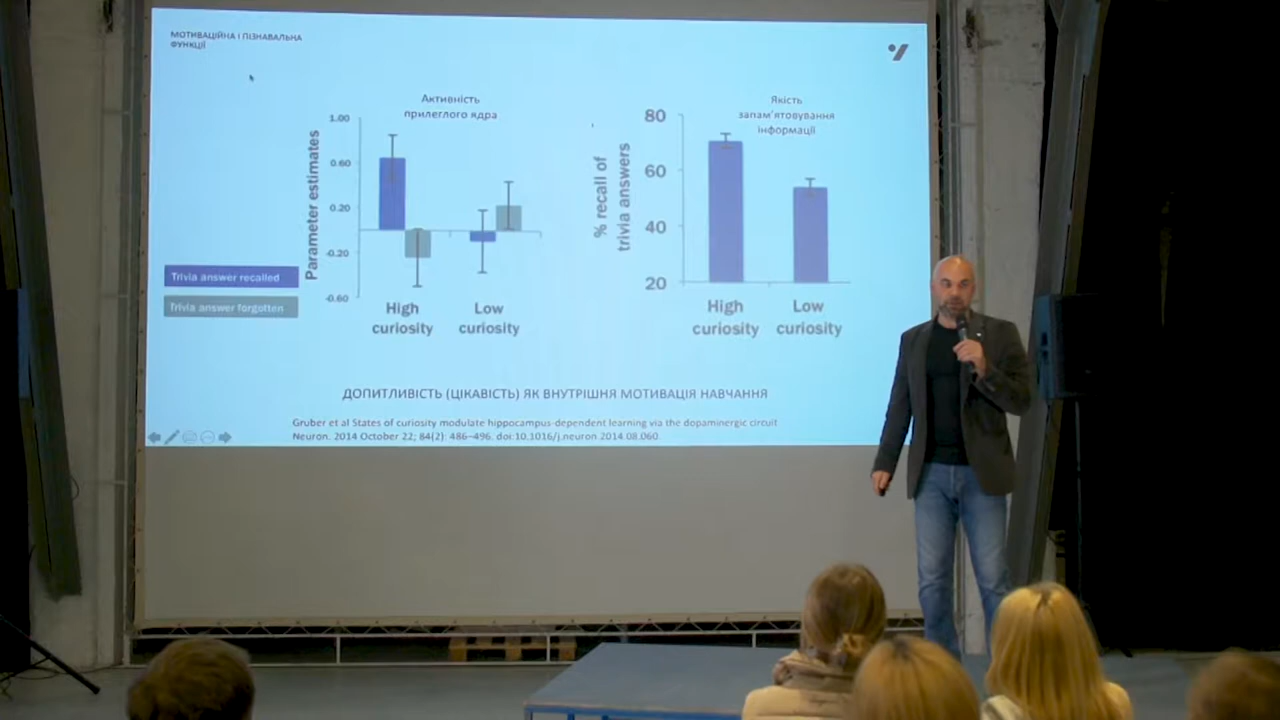 МОТИВАЦІЙНА І ПІЗНАВАЛЬНА
ФУНКЦІЇ
Активність
прилеглого ядра
Parameter estimates
1.00
0.60
0.20
-0.20
-0.60
High
curiosity
Low
curiosity
Trivia answer recalled
Trivia answer forgotten
Якість
запам'ятовування
інформації
% recall of
trivia answers
80
60
40
20
High
curiosity
Low
curiosity
ДОПИТЛИВІСТЬ (ЦІКАВІСТЬ) ЯК ВНУТРІШНЯ МОТИВАЦІЯ НАВЧАННЯ
Gruber et al States of curiosity modulate hippocampus-dependent learning via the dopaminergic circuit
Neuron. 2014 October 22; 84(2): 486–496. doi:10.1016/j.neuron.2014.08.060.